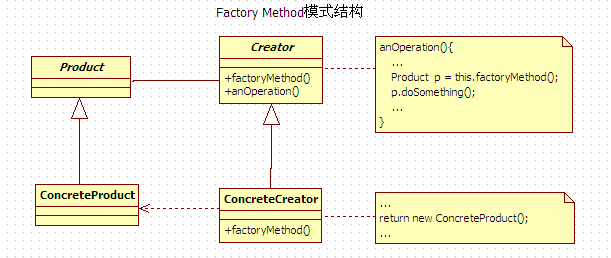 Factory Method模式结构
Product
Creator
+factoryMethod()
+anOperation()
anOperation(){
...
Product p = this.factoryMethod();
p.doSomething();
...
}
ConcreteProduct
ConcreteCreator
+factoryMethod()
...
return new ConcreteProduct();
...